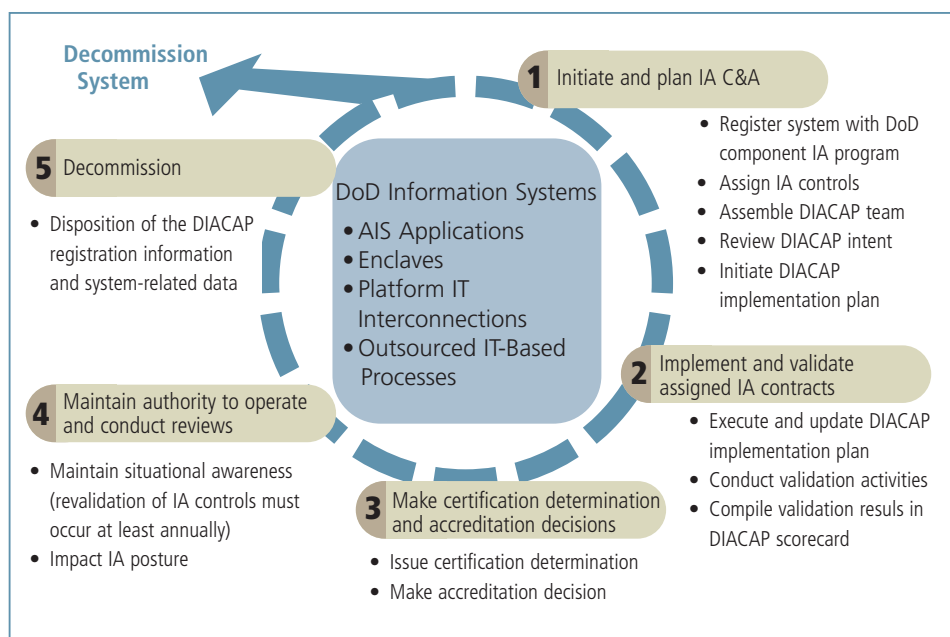 Decommission
System
1 Initiate and plan IA C&A
• Register system with DoD
component IA program
• Assign IA controls
• Assemble DIACAP team
• Review DIACAP intent
• Initiate DIACAP
implementation plan
2 Implement and validate
assigned IA contracts
• Execute and update DIACAP
implementation plan
• Conduct validation activities
• Compile validation resuls in
DIACAP scorecard
3 Make certification determination
and accreditation decisions
• Issue certification determination
• Make accreditation decision
4 Maintain authority to operate
and conduct reviews
• Maintain situational awareness
(revalidation of IA controls must
occur at least annually)
• Impact IA posture
5 Decommission
• Disposition of the DIACAP
registration information
and system-related data
DoD Information Systems
• AIS Applications
• Enclaves
• Platform IT
Interconnections
• Outsourced IT-Based
Processes